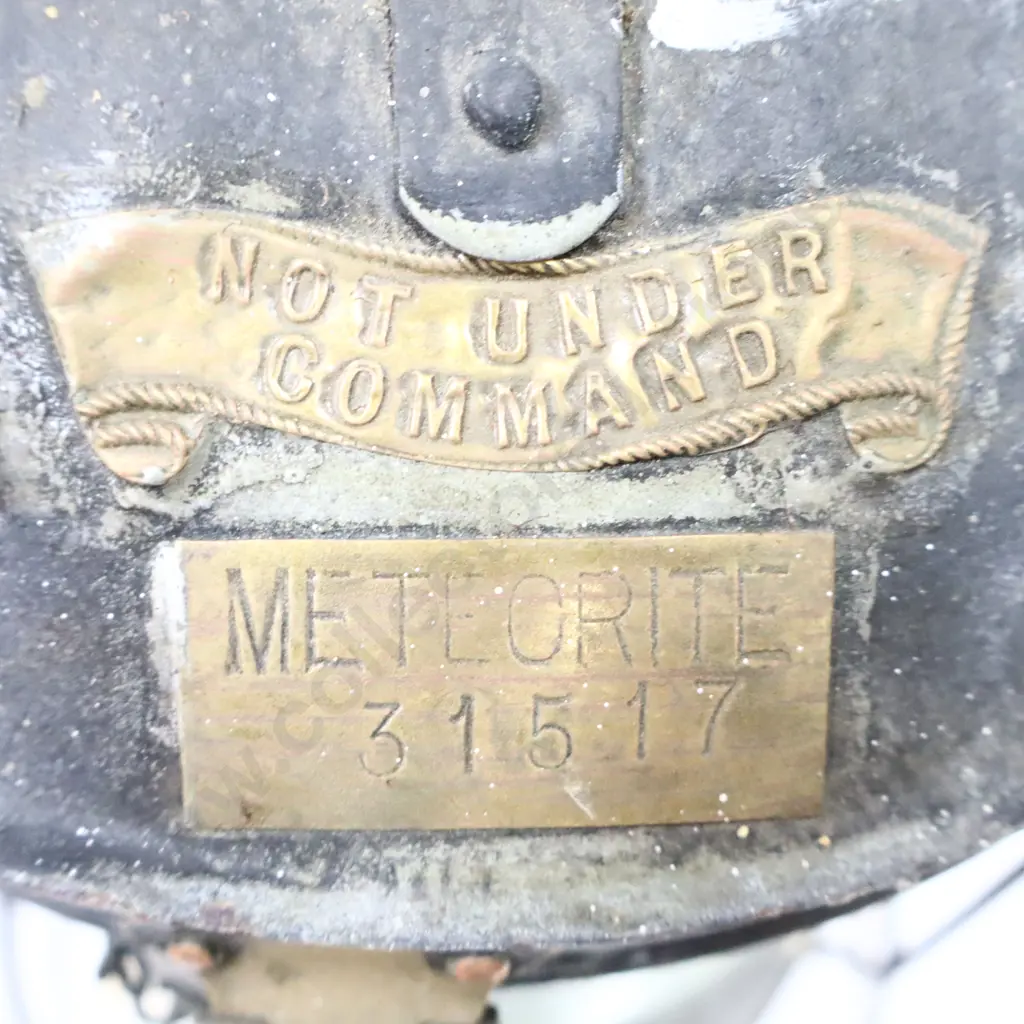 NOT UNDER
COMMAND
METEORITE
31517